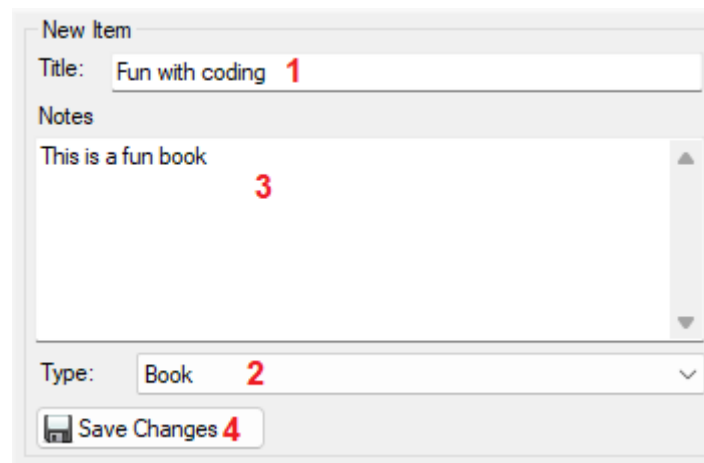 New Item
Title: Fun with coding 1
Notes
This is a fun book
3
Type: Book 2
Save Changes 4